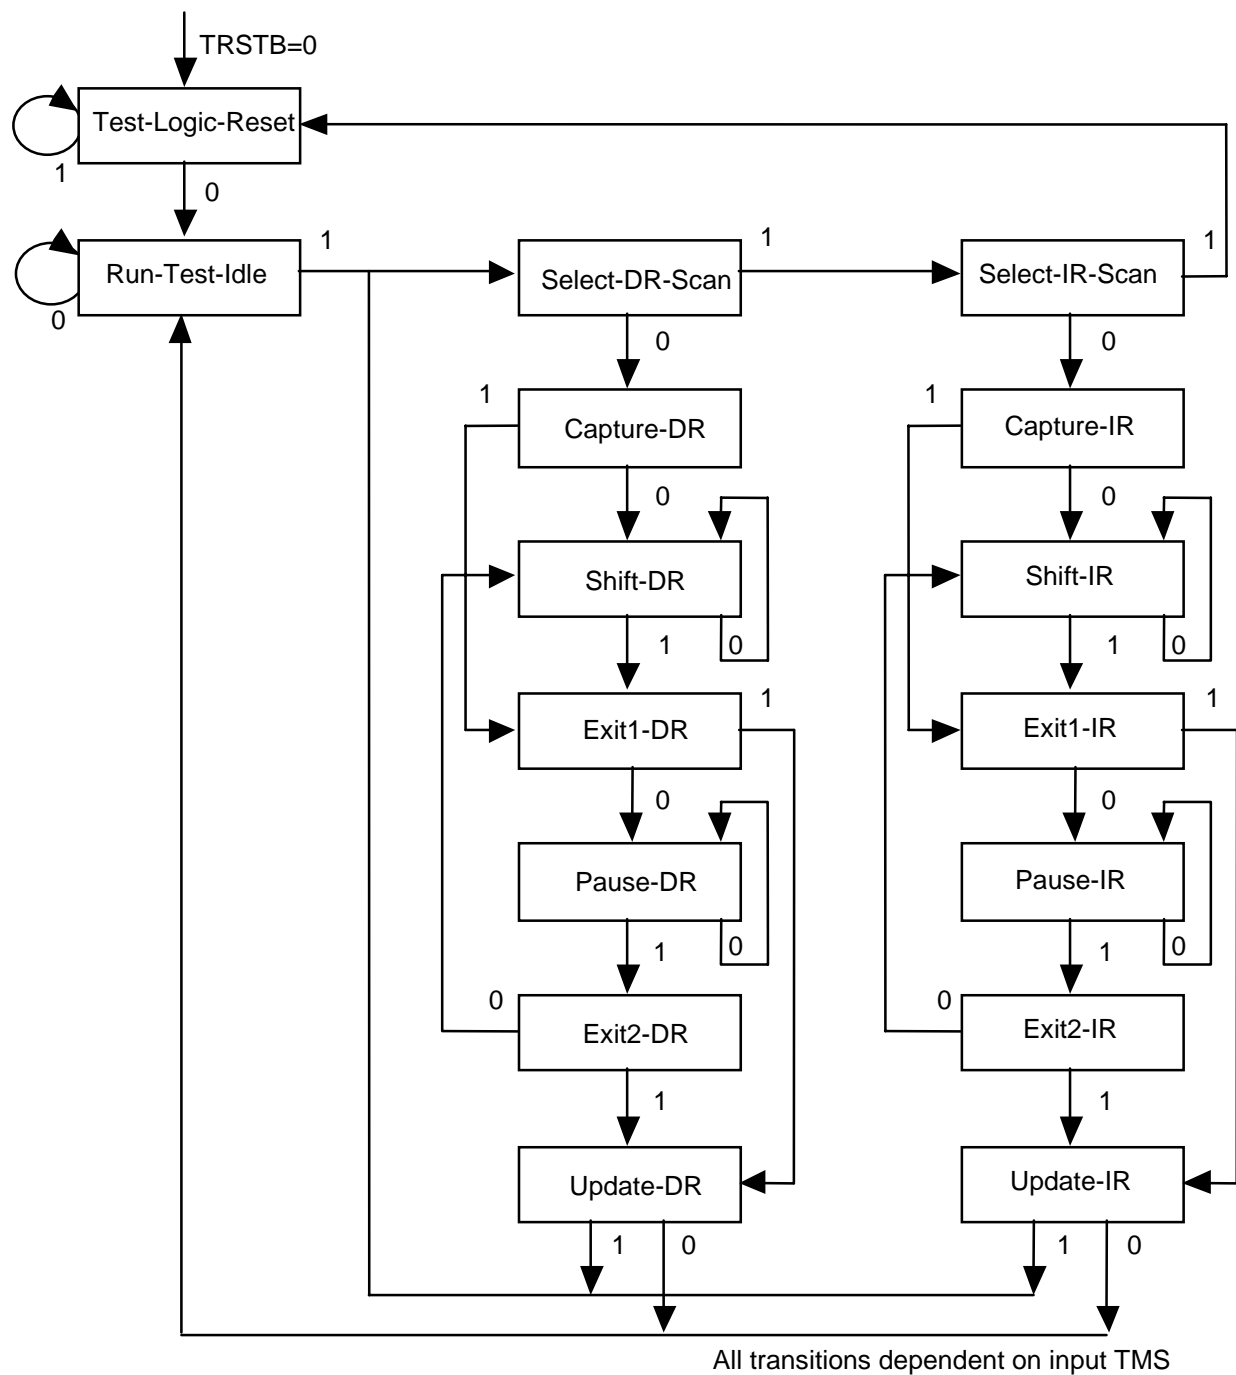 TRSTB=0
Test-Logic-Reset
1
0
Run-Test-Idle
0
1
Select-DR-Scan
1
Select-IR-Scan
1
0
0
1
Capture-DR
1
Capture-IR
0
0
Shift-DR
Shift-IR
1
0
1
0
Exit1-DR
1
Exit1-IR
1
0
0
Pause-DR
Pause-IR
1
0
1
0
0
Exit2-DR
0
Exit2-IR
1
1
Update-DR
Update-IR
1
0
1
0
All transitions dependent on input TMS